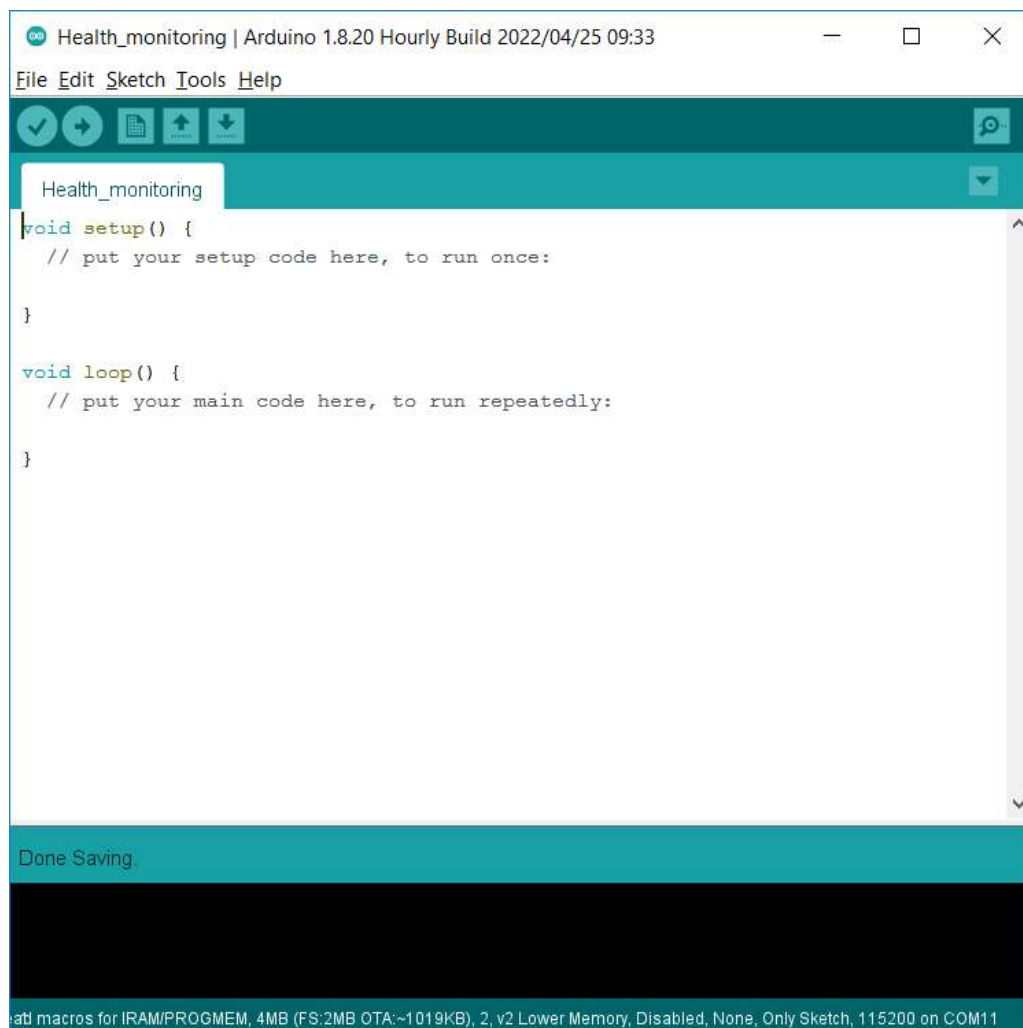 Health_monitoring | Arduino 1.8.20 Hourly Build 2022/04/25 09:33
File Edit Sketch Tools Help
Health_monitoring
void setup() {
  // put your setup code here, to run once:
}
void loop() {
  // put your main code here, to run repeatedly:
}
Done Saving.
macros for IRAM/PROGMEM, 4MB (FS:2MB OTA:~1019KB), 2, v2 Lower Memory, Disabled, None, Only Sketch, 115200 on COM11